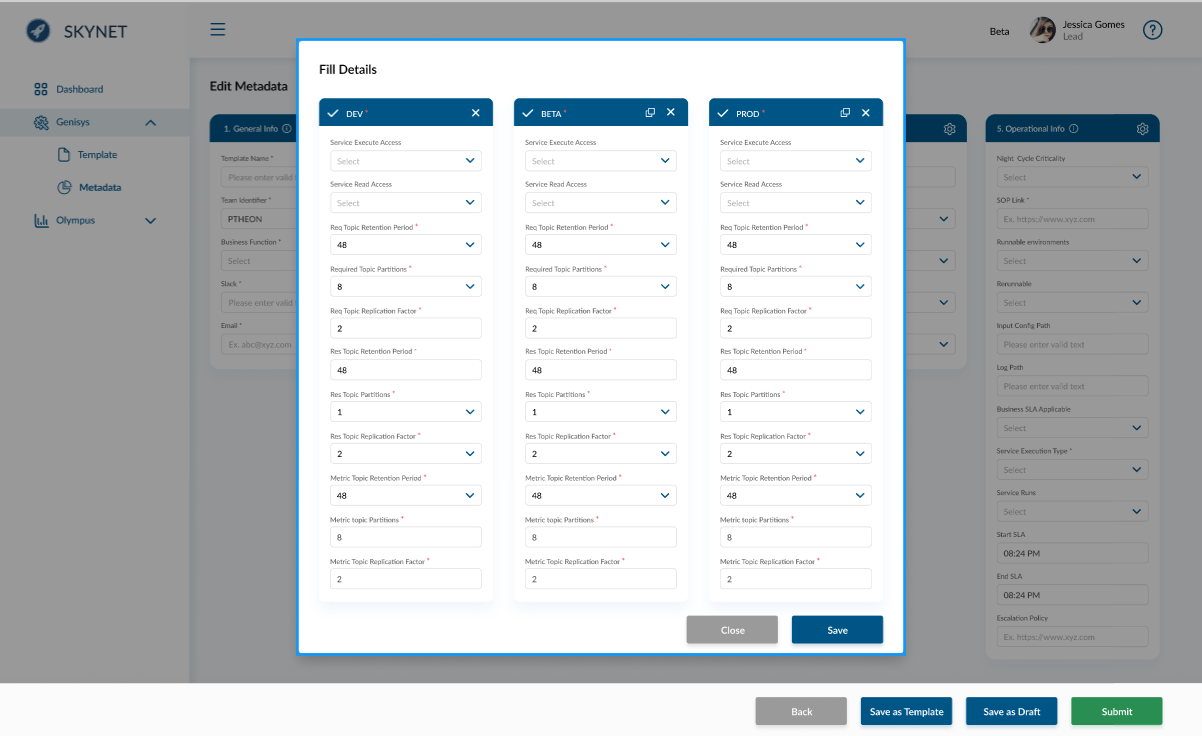 SKYNET
Beta
Jessica Gomes
Lead
?
Dashboard
Genisys
Template
Metadata
Olympus
Edit Metadata
1. General Info
Template Name *
Please enter valid
Team Identifier *
PTHEON
Business Function *
Select
Slack *
Please enter valid
Email *
Ex. abc@xyz.com
Fill Details
DEV *
Service Execute Access
Select
Service Read Access
Select
Req Topic Retention Period *
48
Required Topic Partitions *
8
Req Topic Replication Factor *
2
Res Topic Retention Period *
48
Res Topic Partitions *
1
Res Topic Replication Factor *
2
Metric Topic Retention Period *
48
Metric topic Partitions *
8
Metric Topic Replication Factor *
2
BETA *
Service Execute Access
Select
Service Read Access
Select
Req Topic Retention Period *
48
Required Topic Partitions *
8
Req Topic Replication Factor *
2
Res Topic Retention Period *
48
Res Topic Partitions *
1
Res Topic Replication Factor *
2
Metric Topic Retention Period *
48
Metric topic Partitions *
8
Metric Topic Replication Factor *
2
PROD *
Service Execute Access
Select
Service Read Access
Select
Req Topic Retention Period *
48
Required Topic Partitions *
8
Req Topic Replication Factor *
2
Res Topic Retention Period *
48
Res Topic Partitions *
1
Res Topic Replication Factor *
2
Metric Topic Retention Period *
48
Metric topic Partitions *
8
Metric Topic Replication Factor *
2
Close
Save
5. Operational Info
Night Cycle Criticality
Select
SOP Link *
Ex. https://www.xyz.com
Runnable environments
Select
Rerunnable
Select
Input Config Path
Please enter valid text
Log Path
Please enter valid text
Business SLA Applicable
Select
Service Execution Type *
Select
Service Runs
Select
Start SLA
08:24 PM
End SLA
08:24 PM
Escalation Policy
Ex. https://www.xyz.com
Back
Save as Template
Save as Draft
Submit